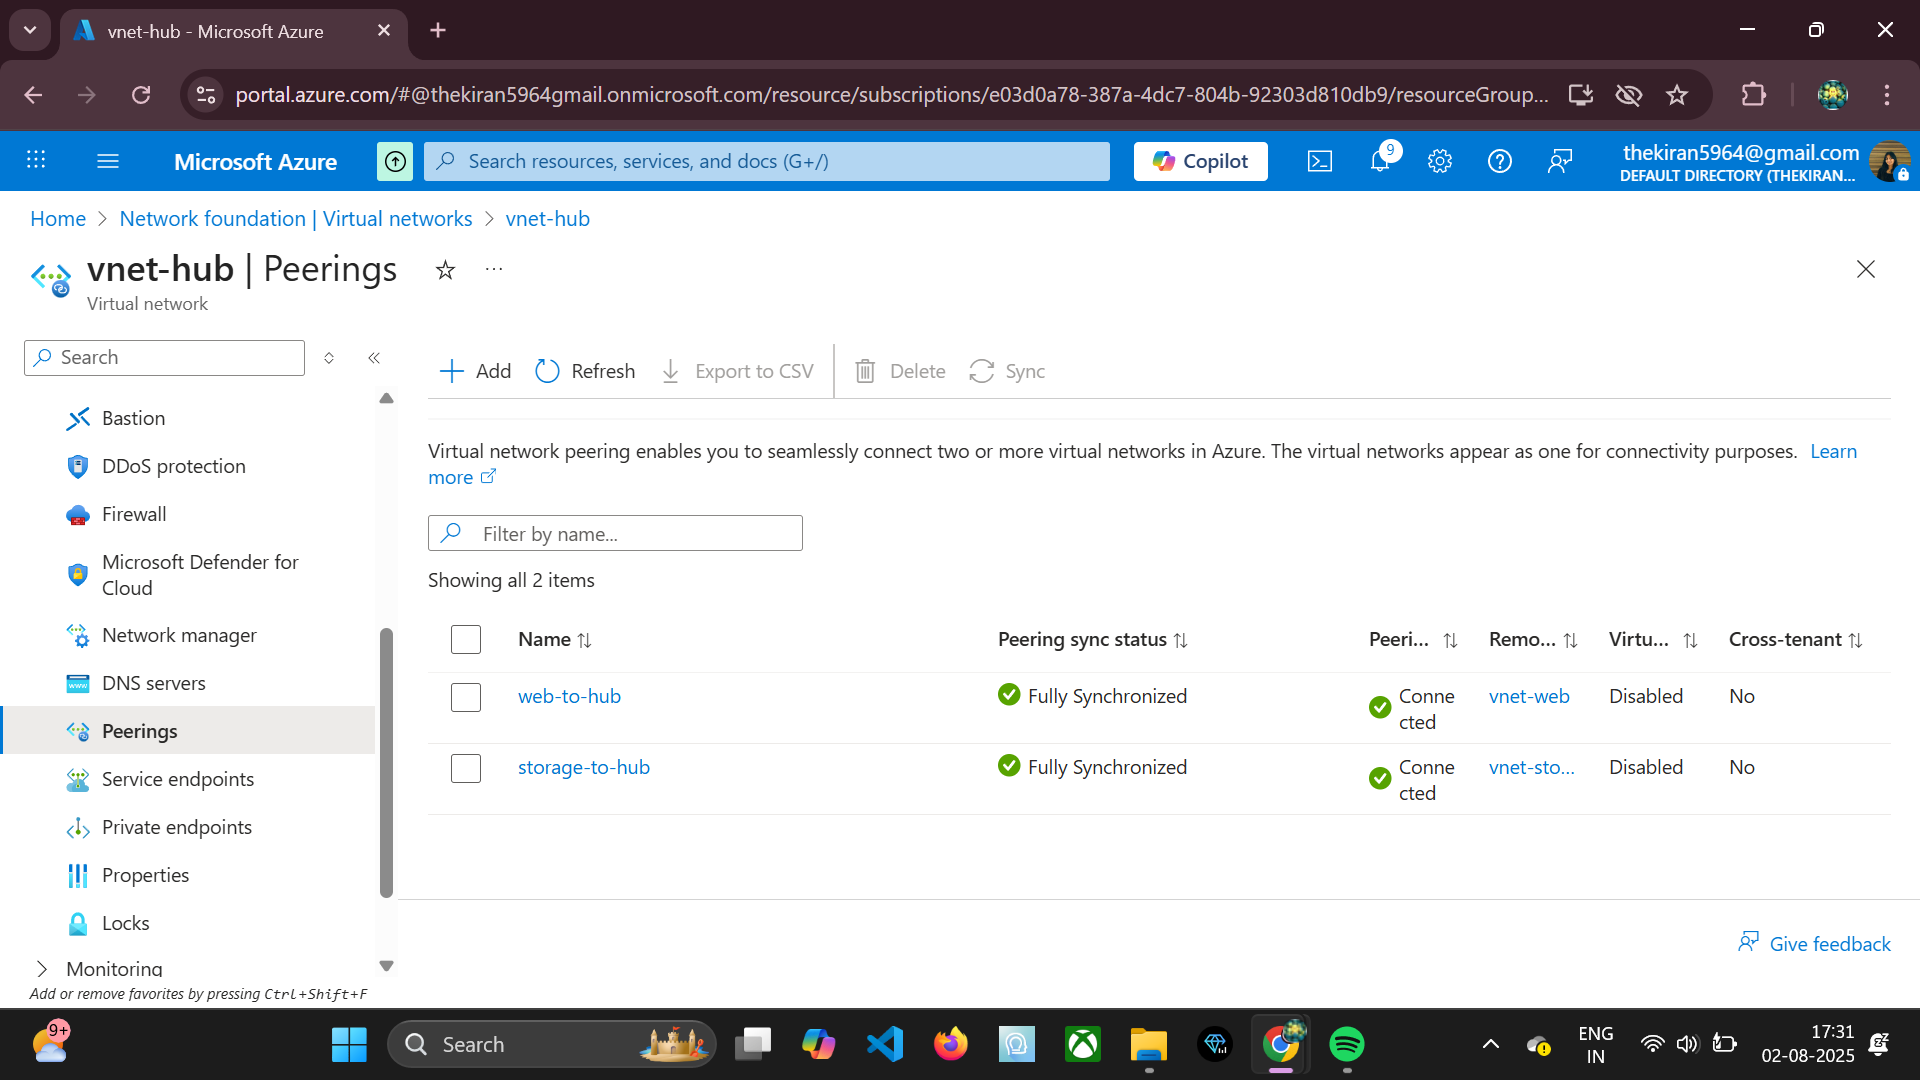 vnet-hub - Microsoft Azure
portal.azure.com/#@thekiran5964gmail.onmicrosoft.com/resource/subscriptions/e03d0a78-387a-4dc7-804b-92303d810db9/resourceGroup...
Microsoft Azure
Search resources, services, and docs (G+/)
Copilot
9
thekiran5964@gmail.com
DEFAULT DIRECTORY (THEKIRAN...
Home > Network foundation | Virtual networks > vnet-hub
vnet-hub | Peerings
Virtual network
Search
Add
Refresh
Export to CSV
Delete
Sync
Bastion
DDoS protection
Firewall
Microsoft Defender for
Cloud
Network manager
DNS servers
Peerings
Service endpoints
Private endpoints
Properties
Locks
Monitoring
Add or remove favorites by pressing Ctrl+Shift+F
Virtual network peering enables you to seamlessly connect two or more virtual networks in Azure. The virtual networks appear as one for connectivity purposes. Learn
more
Filter by name...
Showing all 2 items
Name Peering sync status Peeri... Remo... Virtu... Cross-tenant
web-to-hub Fully Synchronized Conne vnet-web Disabled No
cted
storage-to-hub Fully Synchronized Conne vnet-sto... Disabled No
cted
Give feedback
9+
Search
ENG
IN
17:31
02-08-2025